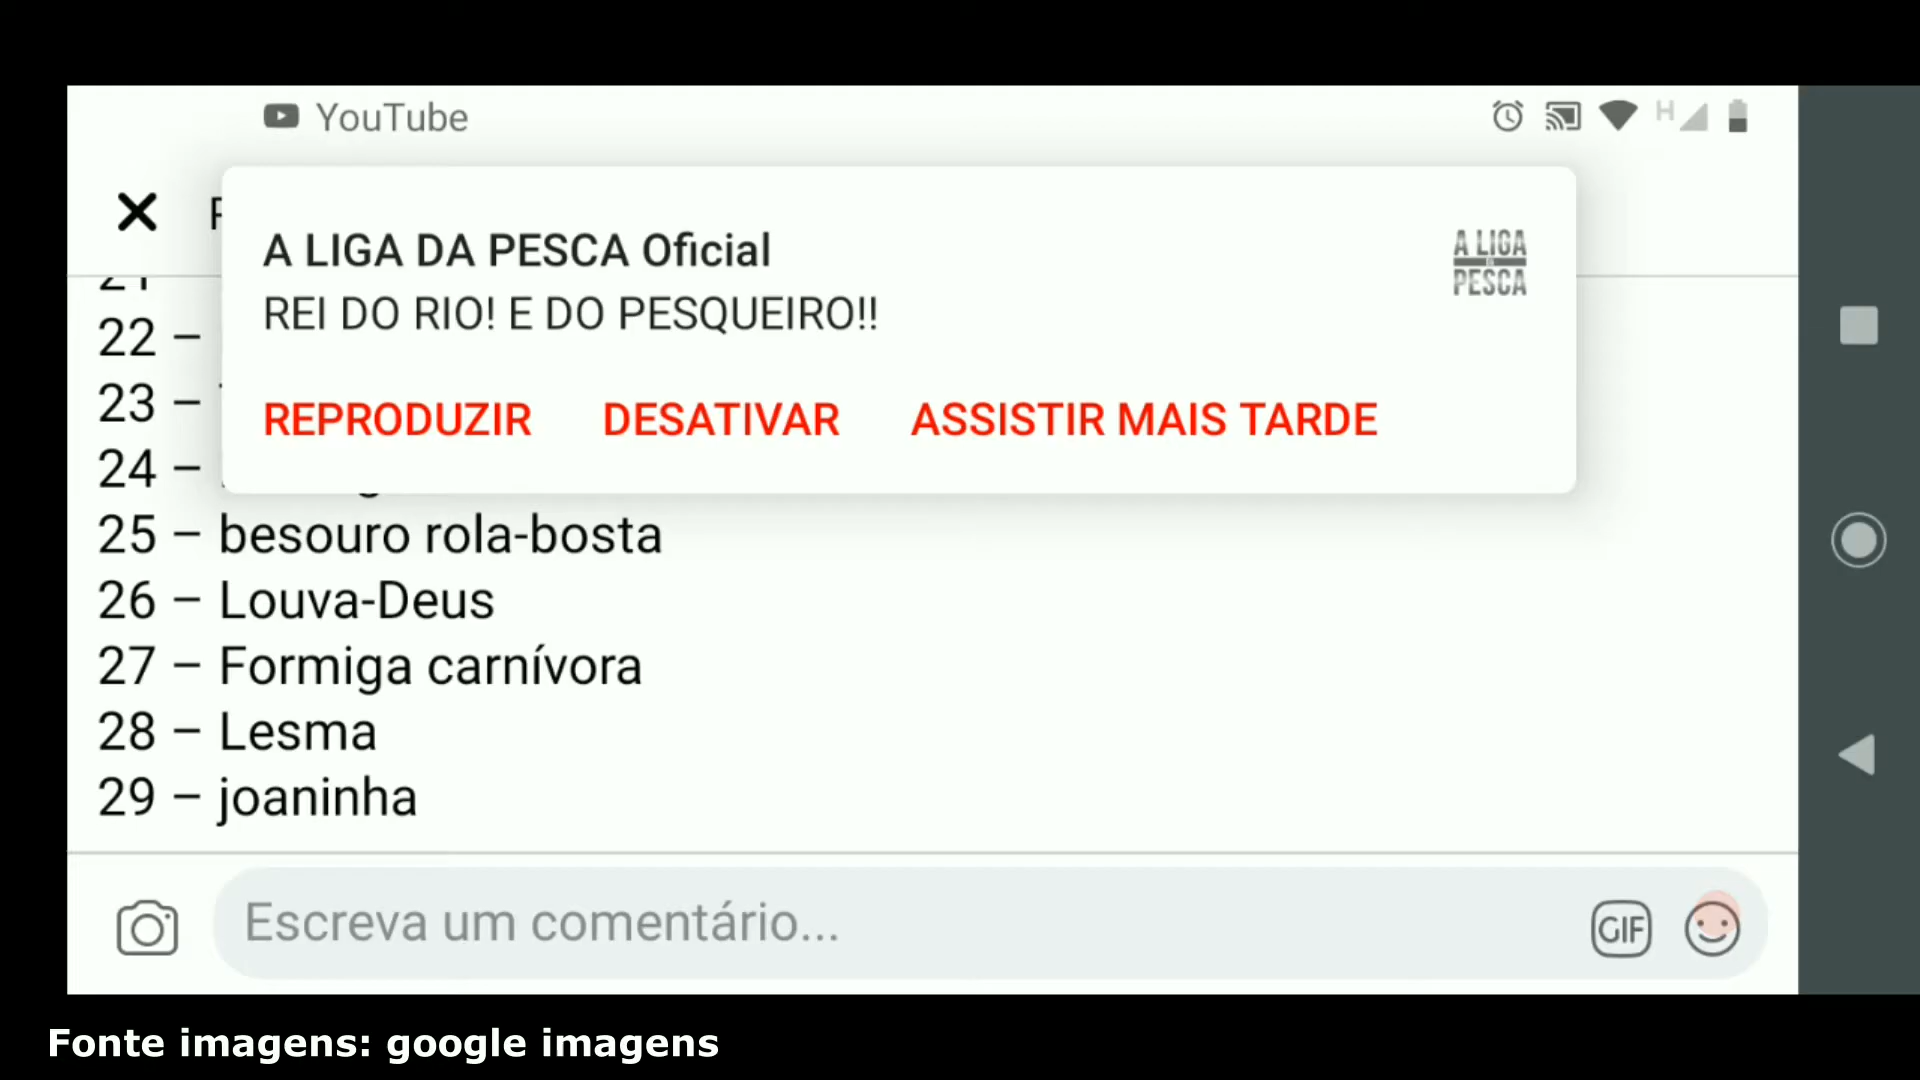 YouTube
H
A LIGA DA PESCA Oficial
A LIGA
DA
PESCA
REI DO RIO! E DO PESQUEIRO!!
REPRODUZIR DESATIVAR ASSISTIR MAIS TARDE
21
22 –
23 –
24 –
25 – besouro rola-bosta
26 – Louva-Deus
27 – Formiga carnívora
28 – Lesma
29 – joaninha
Escreva um comentário...
GIF
Fonte imagens: google imagens